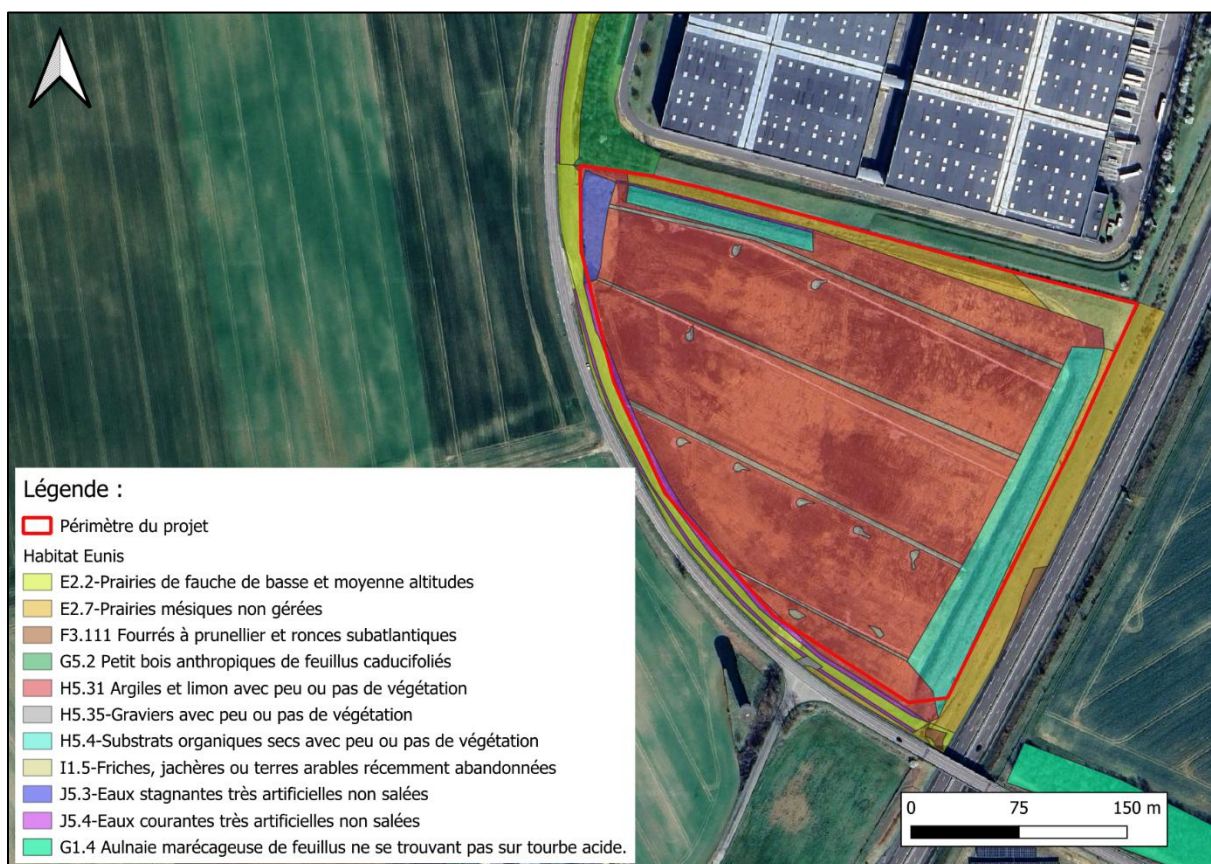 Légende :
Périmètre du projet
Habitat Eunis
E2.2-Prairies de fauche de basse et moyenne altitudes
E2.7-Prairies mésiques non gérées
F3.111 Fourrés à prunellier et ronces subatlantiques
G5.2 Petit bois anthropiques de feuillus caducifoliés
H5.31 Argiles et limon avec peu ou pas de végétation
H5.35-Graviers avec peu ou pas de végétation
H5.4-Substrats organiques secs avec peu ou pas de végétation
I1.5-Friches, jachères ou terres arables récemment abandonnées
J5.3-Eaux stagnantes très artificielles non salées
J5.4-Eaux courantes très artificielles non salées
G1.4 Aulnaie marécageuse de feuillus ne se trouvant pas sur tourbe acide.
0 75 150 m